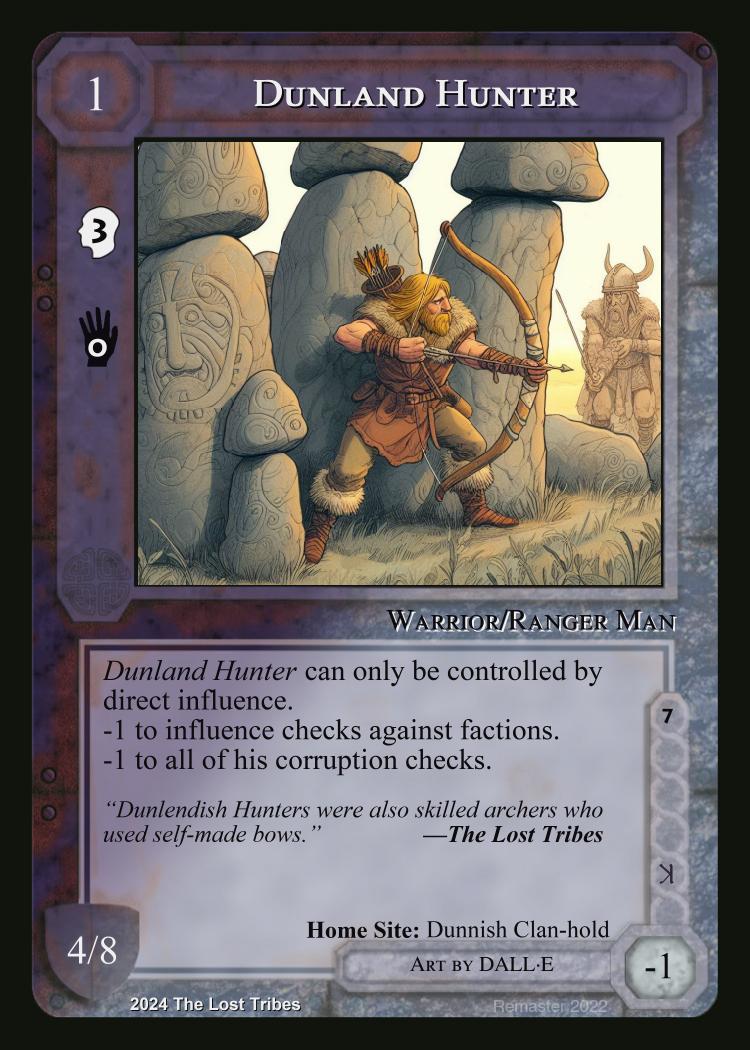 1
Dunland Hunter
3
0
Warrior/Ranger Man
Dunland Hunter can only be controlled by
direct influence.
-1 to influence checks against factions.
-1 to all of his corruption checks.
7
“Dunlendish Hunters were also skilled archers who
used self-made bows.” —The Lost Tribes
Home Site: Dunnish Clan-hold
4/8
Art by DALL·E
-1
2024 The Lost Tribes
Remaster 2022